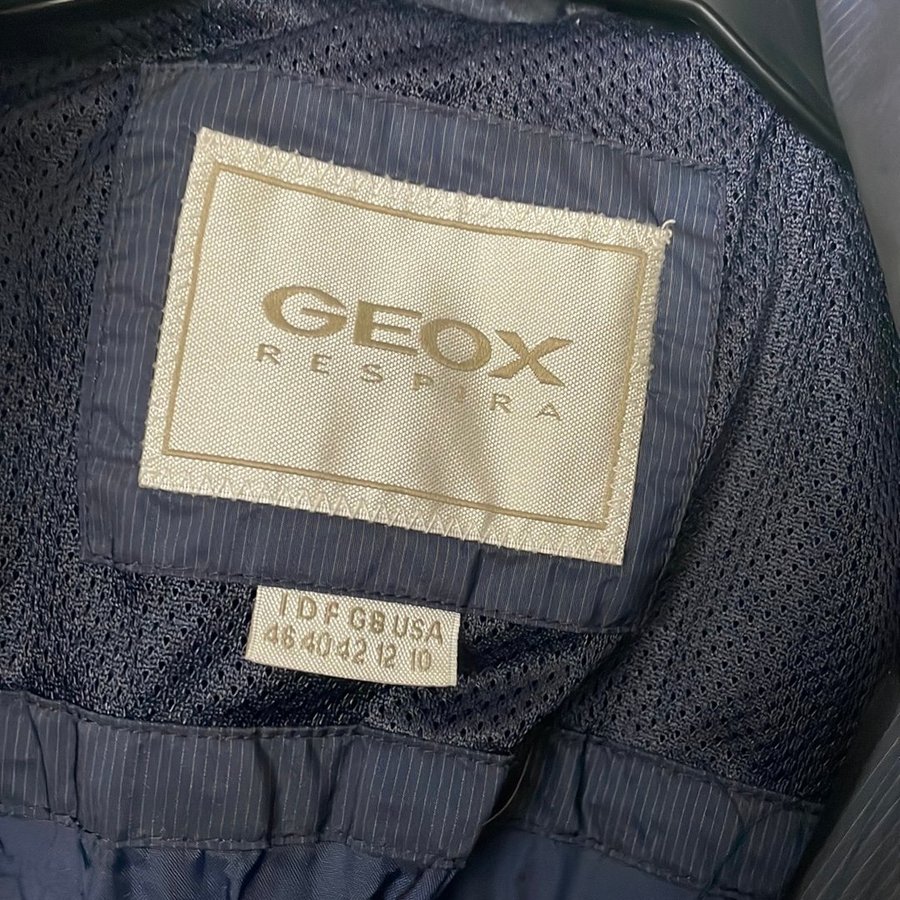 GEOX
RESPIRA
I D F GB USA
46 40 42 12 10